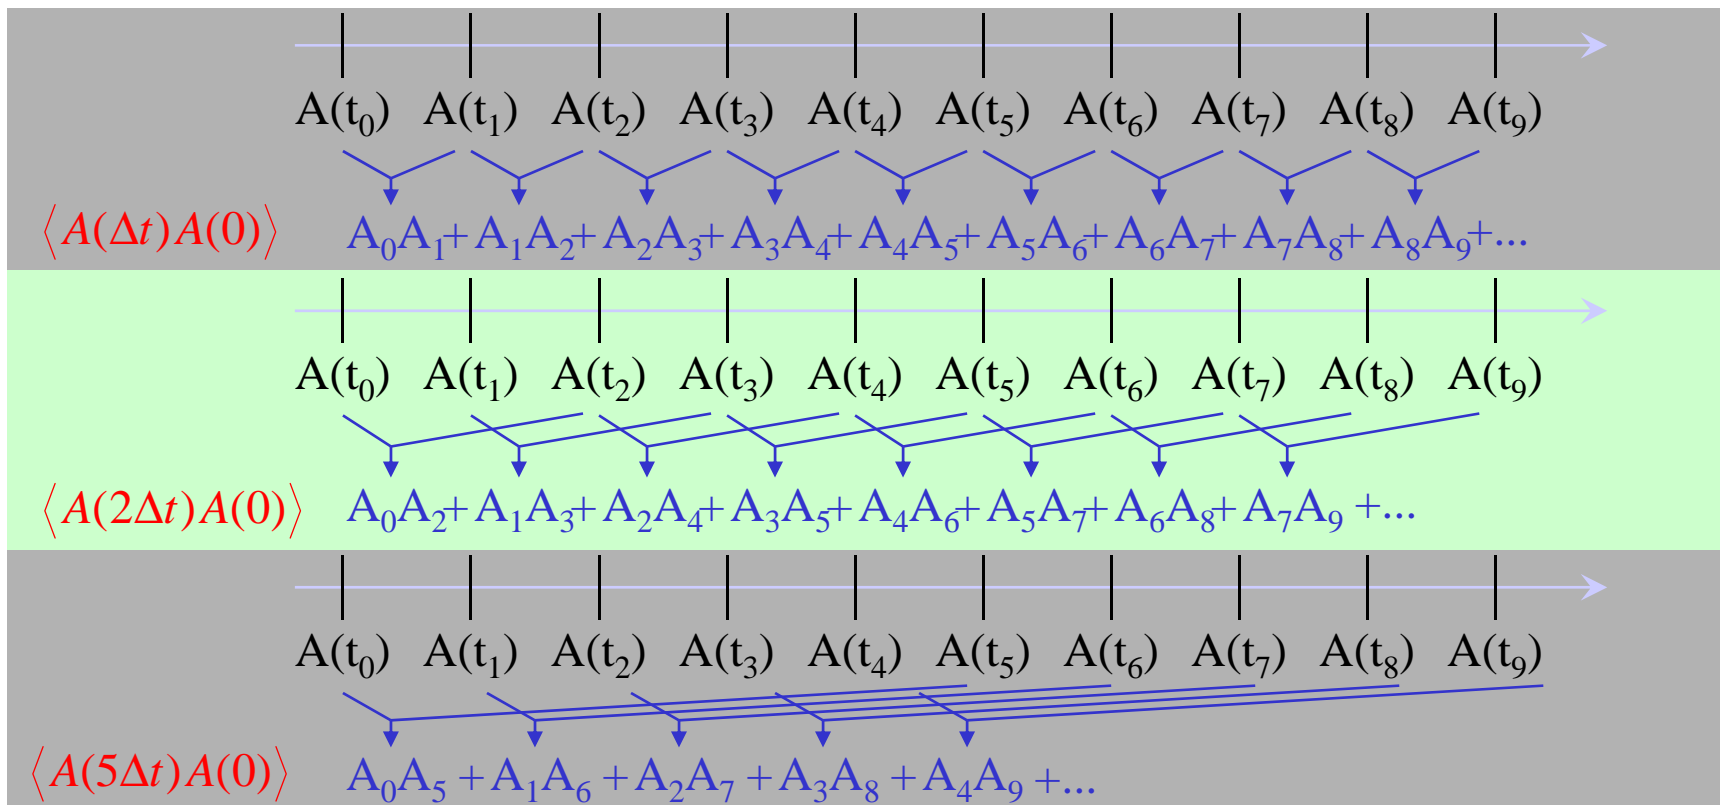 A(t₀) A(t₁) A(t₂) A(t₃) A(t₄) A(t₅) A(t₆) A(t₇) A(t₈) A(t₉)
⟨A(Δt)A(0)⟩ A₀A₁+ A₁A₂+ A₂A₃+ A₃A₄+ A₄A₅+ A₅A₆+ A₆A₇+ A₇A₈+ A₈A₉+...
A(t₀) A(t₁) A(t₂) A(t₃) A(t₄) A(t₅) A(t₆) A(t₇) A(t₈) A(t�9)
⟨A(2Δt)A(0)⟩ A₀A₂+ A₁A₃+ A₂A₄+ A₃A₅+ A₄A₆+ A₅A₇+ A₆A₈+ A₇A₉ +...
A(t₀) A(t₁) A(t₂) A(t₃) A(t₄) A(t₅) A(t₆) A(t₇) A(t₈) A(t₉)
⟨A(5Δt)A(0)⟩ A₀A₅ + A₁A₆ + A₂A₇ + A₃A₈ + A₄A₉ +...